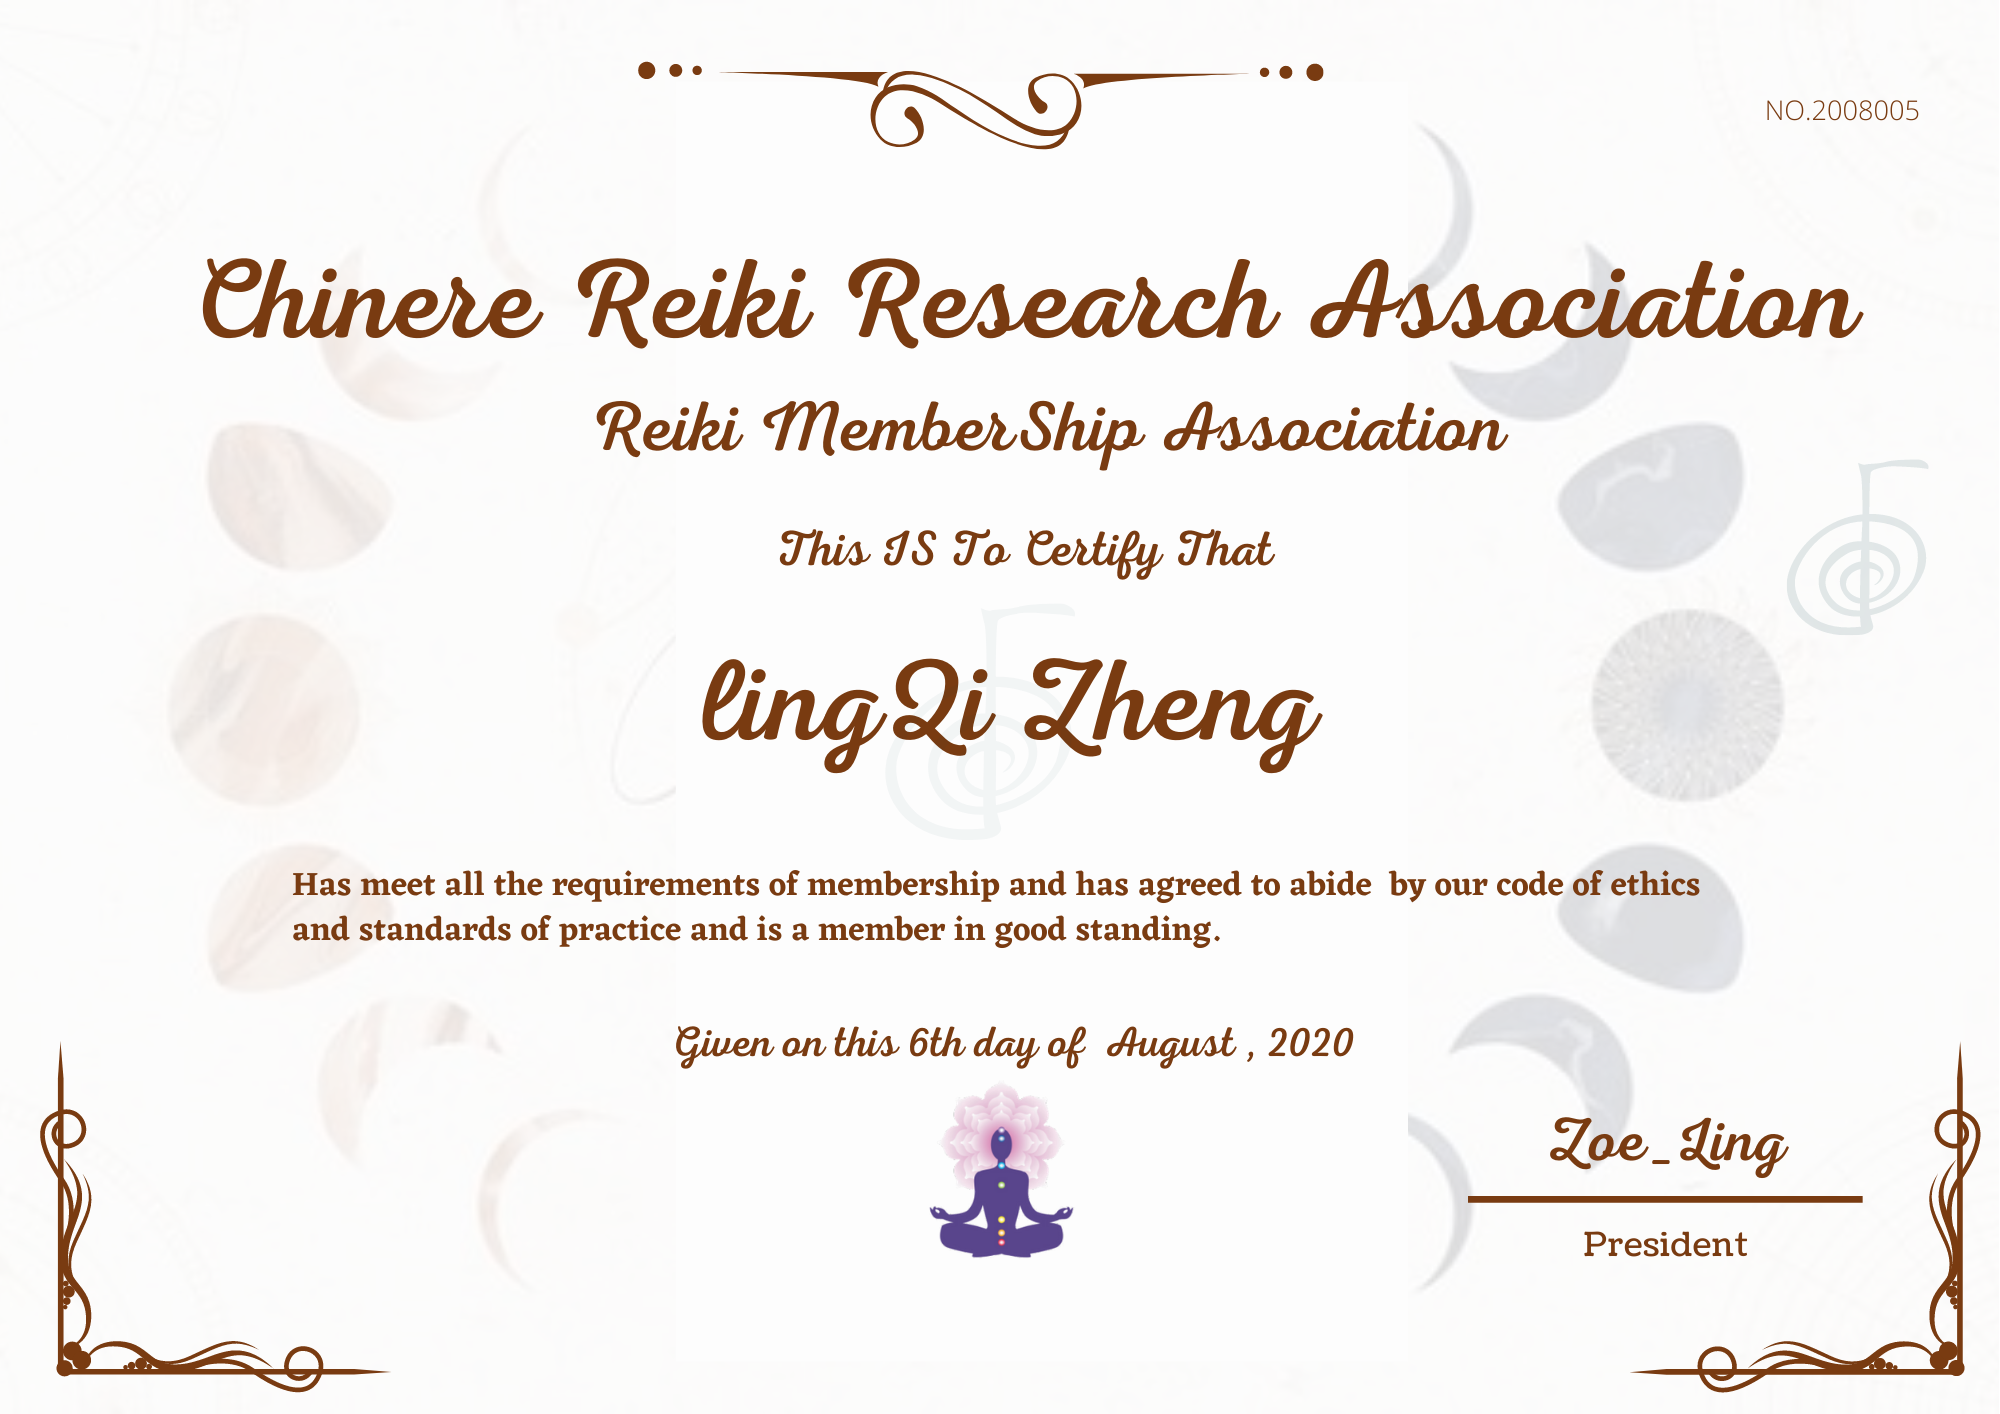 NO.2008005
Chinere Reiki Research Association
Reiki MemberShip Association
This IS To Certify That
lingQi Zheng
Has meet all the requirements of membership and has agreed to abide by our code of ethics
and standards of practice and is a member in good standing.
Given on this 6th day of August , 2020
Zoe_Ling
President